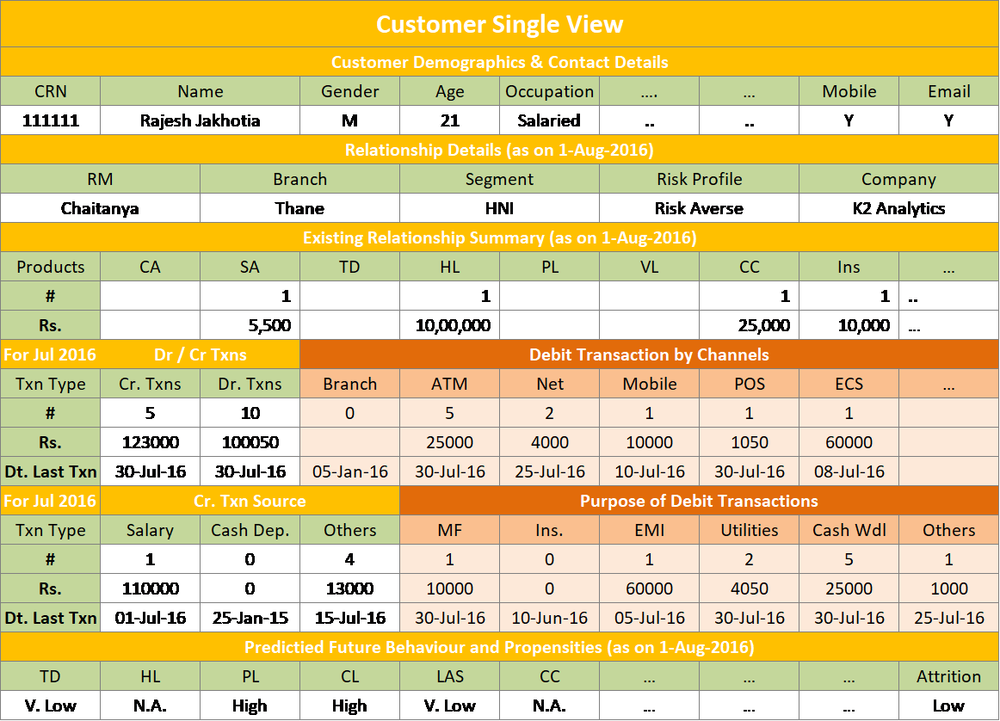 Customer Single View
Customer Demographics & Contact Details
CRN Name Gender Age Occupation .... ... Mobile Email
111111 Rajesh Jakhotia M 21 Salaried .. .. Y Y
Relationship Details (as on 1-Aug-2016)
RM Branch Segment Risk Profile Company
Chaitanya Thane HNI Risk Averse K2 Analytics
Existing Relationship Summary (as on 1-Aug-2016)
Products CA SA TD HL PL VL CC Ins ...
# 1 1 1 1 ..
Rs. 5,500 10,00,000 25,000 10,000 ...
For Jul 2016 Dr / Cr Txns Debit Transaction by Channels
Txn Type Cr. Txns Dr. Txns Branch ATM Net Mobile POS ECS ...
# 5 10 0 5 2 1 1 1
Rs. 123000 100050 25000 4000 10000 1050 60000
Dt. Last Txn 30-Jul-16 30-Jul-16 05-Jan-16 30-Jul-16 25-Jul-16 10-Jul-16 30-Jul-16 08-Jul-16
For Jul 2016 Cr. Txn Source Purpose of Debit Transactions
Txn Type Salary Cash Dep. Others MF Ins. EMI Utilities Cash Wdl Others
# 1 0 4 1 0 1 2 5 1
Rs. 110000 0 13000 10000 0 60000 4050 25000 1000
Dt. Last Txn 01-Jul-16 25-Jan-15 15-Jul-16 30-Jul-16 10-Jun-16 05-Jul-16 30-Jul-16 30-Jul-16 25-Jul-16
Predictied Future Behaviour and Propensities (as on 1-Aug-2016)
TD HL PL CL LAS CC ... ... ... Attrition
V. Low N.A. High High V. Low N.A. ... ... ... Low